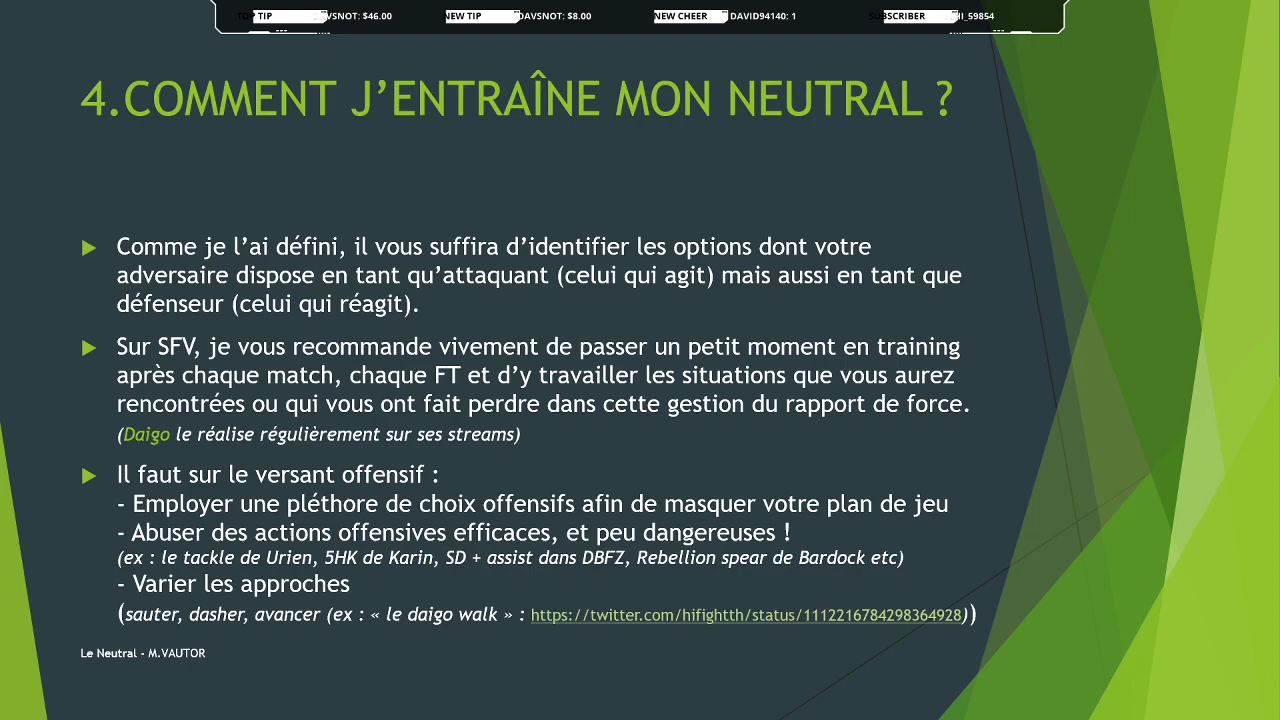 TOP TIP AVSNOT: $46.00 NEW TIP DAVSNOT: $8.00 NEW CHEER DAVID94140: 1 SUBSCRIBER HI_59854
4.COMMENT J’ENTRAÎNE MON NEUTRAL ?
Comme je l’ai défini, il vous suffira d’identifier les options dont votre
adversaire dispose en tant qu’attaquant (celui qui agit) mais aussi en tant que
défenseur (celui qui réagit).
Sur SFV, je vous recommande vivement de passer un petit moment en training
après chaque match, chaque FT et d’y travailler les situations que vous aurez
rencontrées ou qui vous ont fait perdre dans cette gestion du rapport de force.
(Daigo le réalise régulièrement sur ses streams)
Il faut sur le versant offensif :
- Employer une pléthore de choix offensifs afin de masquer votre plan de jeu
- Abuser des actions offensives efficaces, et peu dangereuses !
(ex : le tackle de Urien, 5HK de Karin, SD + assist dans DBFZ, Rebellion spear de Bardock etc)
- Varier les approches
(sauter, dasher, avancer (ex : « le daigo walk » : https://twitter.com/hifightth/status/1112216784298364928))
Le Neutral - M.VAUTOR